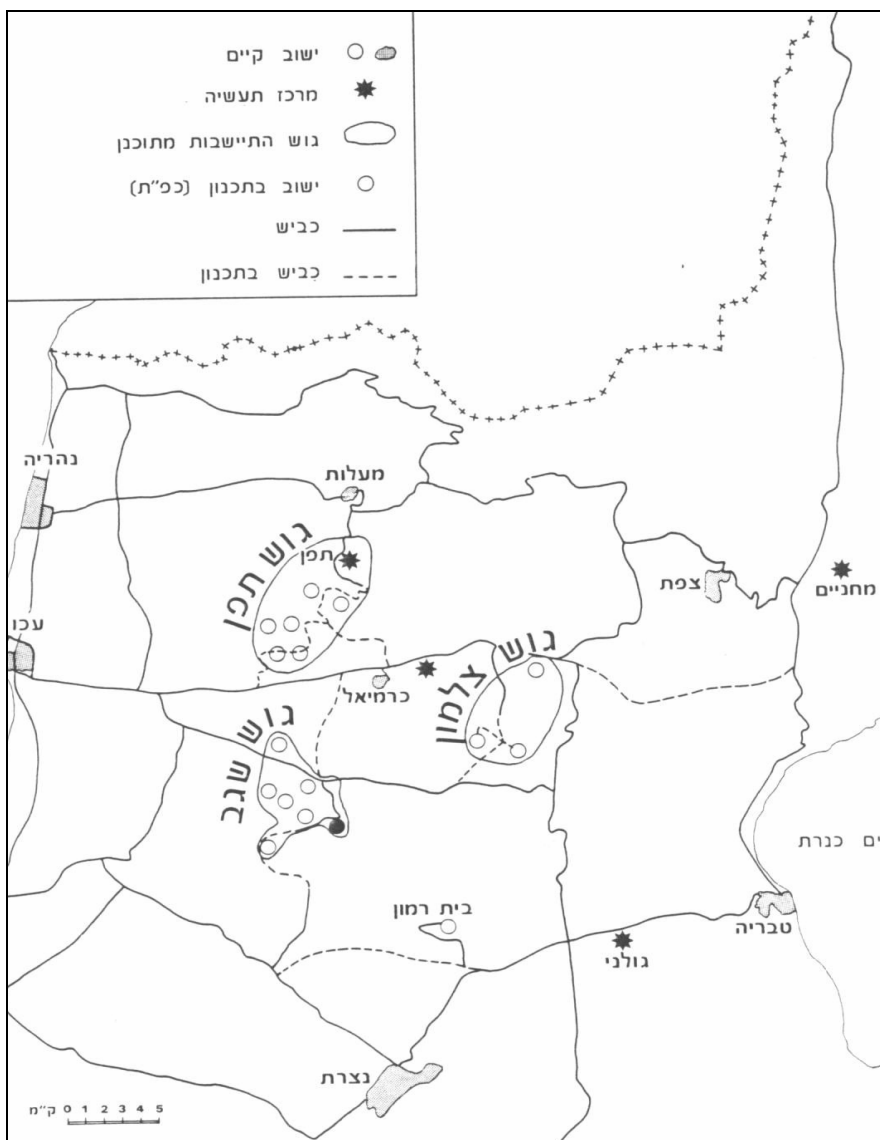 ישוב קיים
מרכז תעשיה
גוש התיישבות מתוכנן
ישוב בתכנון (כפ"ת)
כביש
כביש בתכנון
נהריה
מעלות
גוש תפן
תפן
צפת
מחניים
עכו
גוש צלמון
כרמיאל
גוש שגב
ים כנרת
בית רמון
טבריה
גולני
נצרת
ק"מ 0 1 2 3 4 5